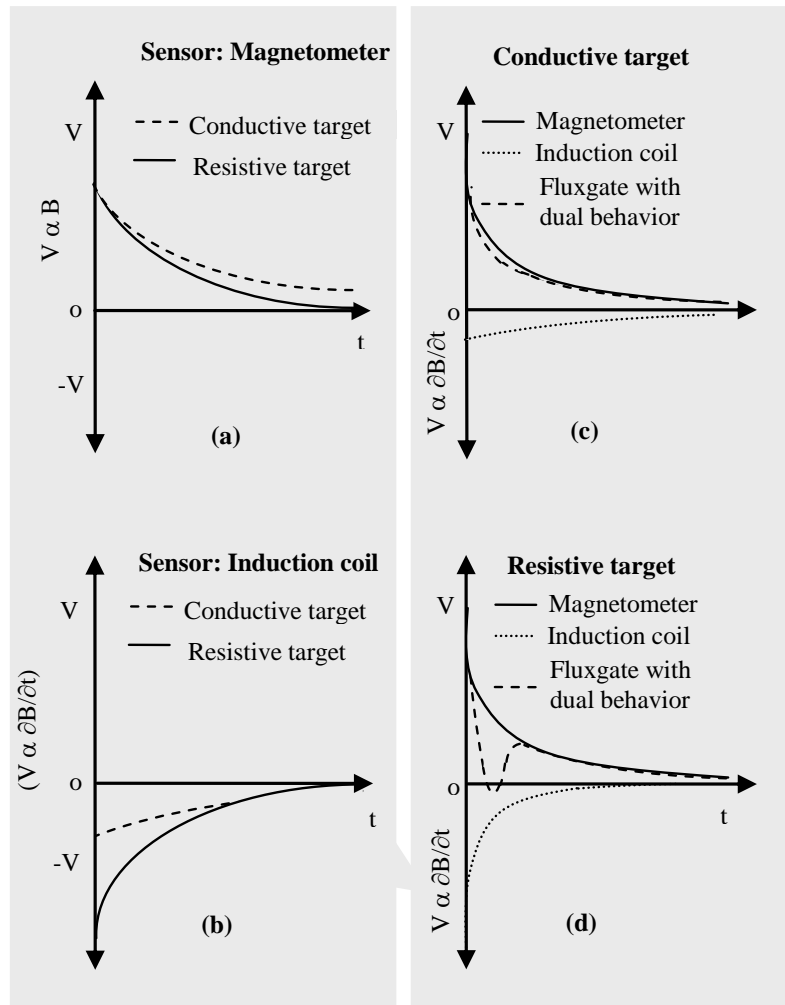 Sensor: Magnetometer
V
Conductive target
Resistive target
V α B
o
t
-V
(a)
Conductive target
V
Magnetometer
Induction coil
Fluxgate with
dual behavior
o
V α ∂B/∂t
(c)
Sensor: Induction coil
V
Conductive target
Resistive target
(V α ∂B/∂t)
o
t
-V
(b)
Resistive target
V
Magnetometer
Induction coil
Fluxgate with
dual behavior
o
t
V α ∂B/∂t
(d)